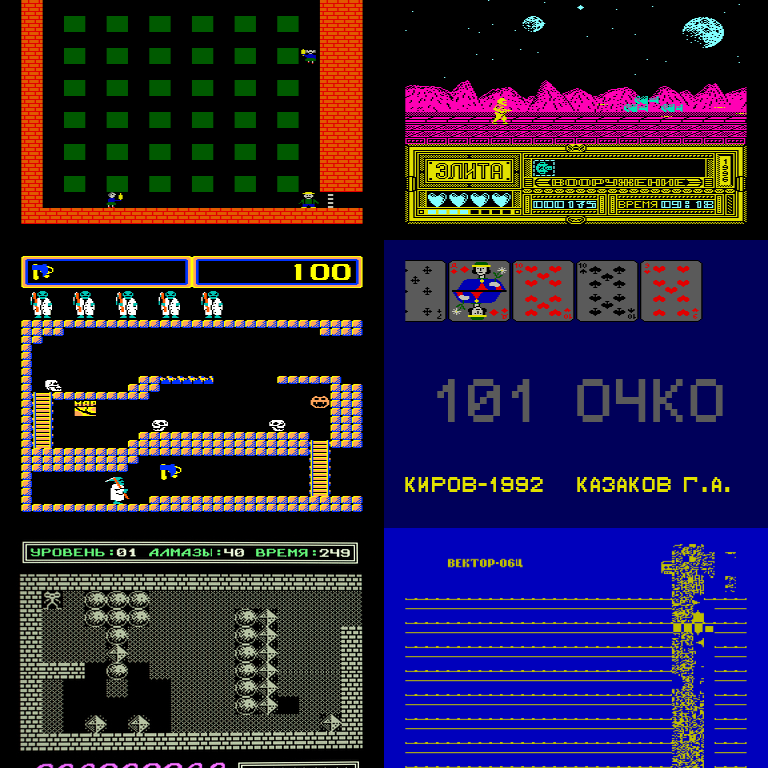 ЭЛИТА
ВООРУЖЕНИЕ
000175
ВРЕМЯ 09:18
100
MAP
101 ОЧКО
КИРОВ-1992 КАЗАКОВ Г.А.
УРОВЕНЬ:01 АЛМАЗЫ:40 ВРЕМЯ:249
ВЕКТОР-06Ц